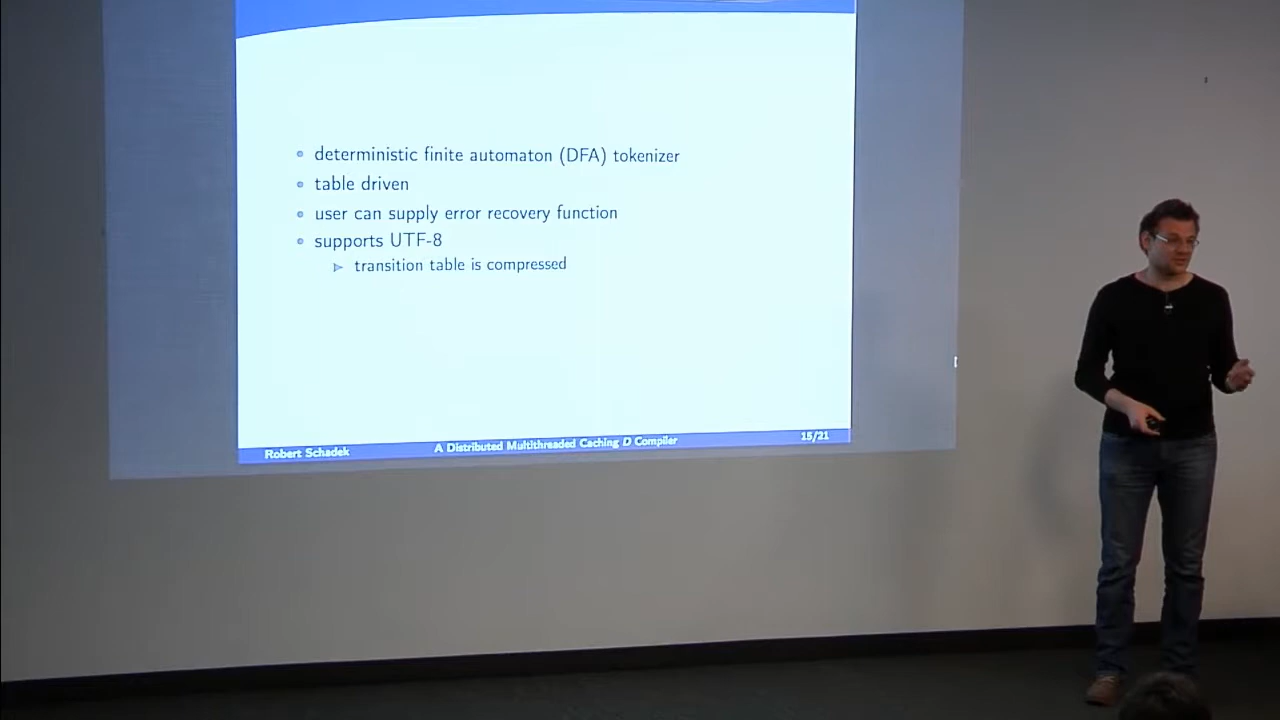 deterministic finite automaton (DFA) tokenizer
table driven
user can supply error recovery function
supports UTF-8
transition table is compressed
Robert Schadek A Distributed Multithreaded Caching D Compiler 15/21